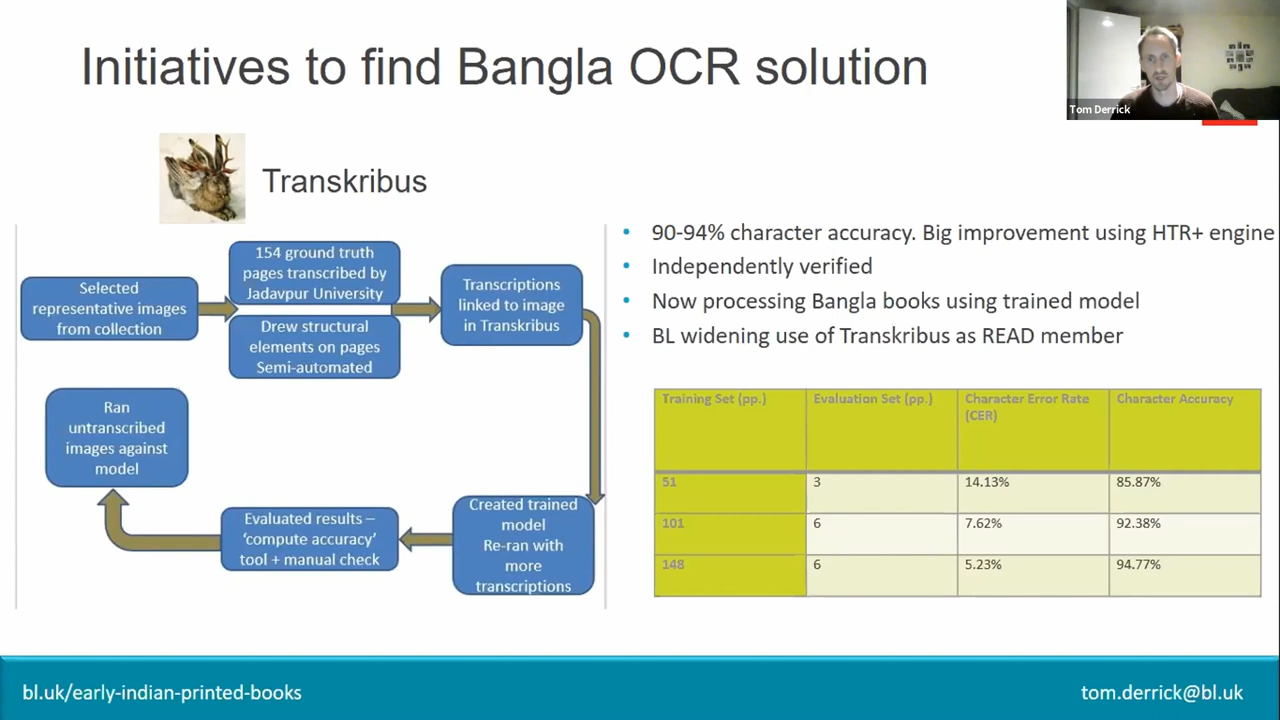 Initiatives to find Bangla OCR solution
Tom Derrick
Transkribus
Selected
representative images
from collection
154 ground truth
pages transcribed by
Jadavpur University
Drew structural
elements on pages
Semi-automated
Transcriptions
linked to image
in Transkribus
Created trained
model
Re-ran with
more
transcriptions
Evaluated results –
‘compute accuracy’
tool + manual check
Ran
untranscribed
images against
model
• 90-94% character accuracy. Big improvement using HTR+ engine
• Independently verified
• Now processing Bangla books using trained model
• BL widening use of Transkribus as READ member
Training Set (pp.) Evaluation Set (pp.) Character Error Rate (CER) Character Accuracy
51 3 14.13% 85.87%
101 6 7.62% 92.38%
148 6 5.23% 94.77%
bl.uk/early-indian-printed-books
tom.derrick@bl.uk